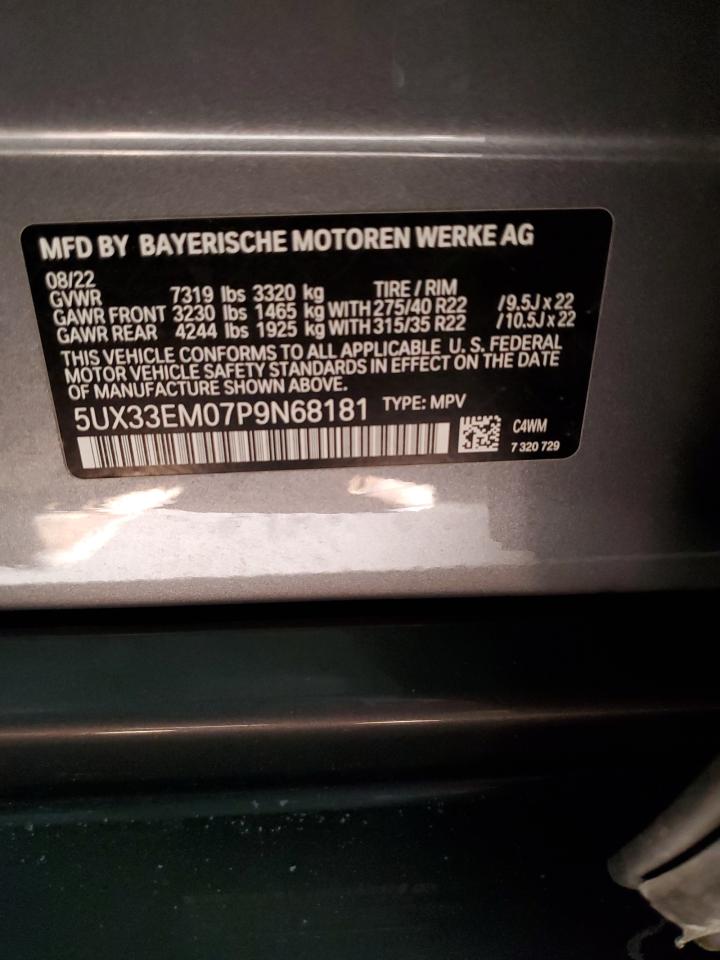 MFD BY BAYERISCHE MOTOREN WERKE AG
08/22
GVWR 7319 lbs 3320 kg TIRE / RIM
GAWR FRONT 3230 lbs 1465 kg WITH 275/40 R22 /9.5J x 22
GAWR REAR 4244 lbs 1925 kg WITH 315/35 R22 /10.5J x 22
THIS VEHICLE CONFORMS TO ALL APPLICABLE U. S. FEDERAL
MOTOR VEHICLE SAFETY STANDARDS IN EFFECT ON THE DATE
OF MANUFACTURE SHOWN ABOVE.
5UX33EM07P9N68181 TYPE: MPV
C4WM
7 320 729